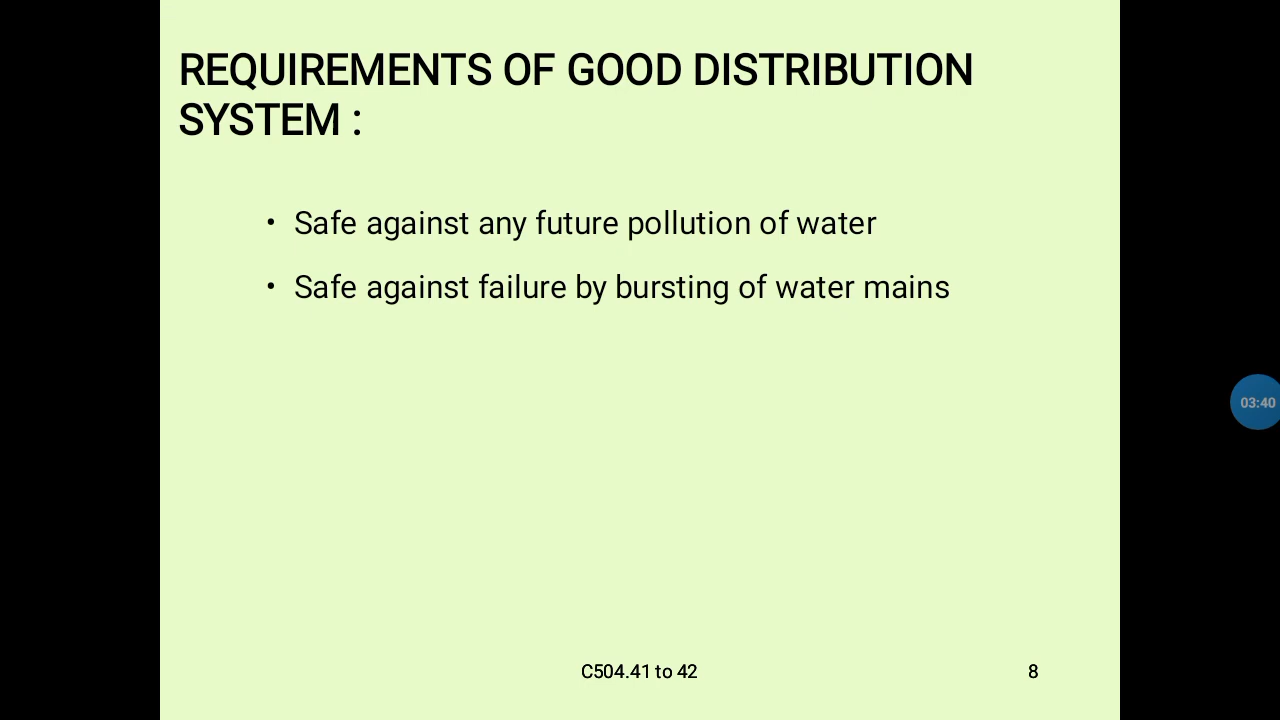 REQUIREMENTS OF GOOD DISTRIBUTION
SYSTEM :
• Safe against any future pollution of water
• Safe against failure by bursting of water mains
03:40
C504.41 to 42
8